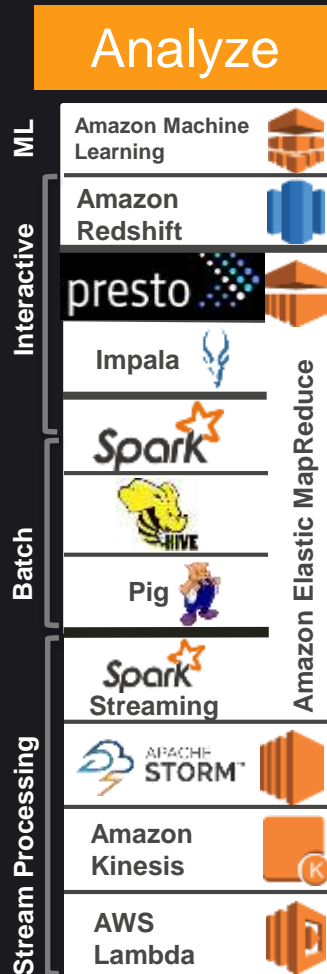 Analyze
ML
Amazon Machine
Learning
Interactive
Amazon
Redshift
presto
Impala
Amazon Elastic MapReduce
Spark
Batch
HIVE
Pig
Spark
Streaming
Stream Processing
APACHE
STORM™
Amazon
Kinesis
K
AWS
Lambda